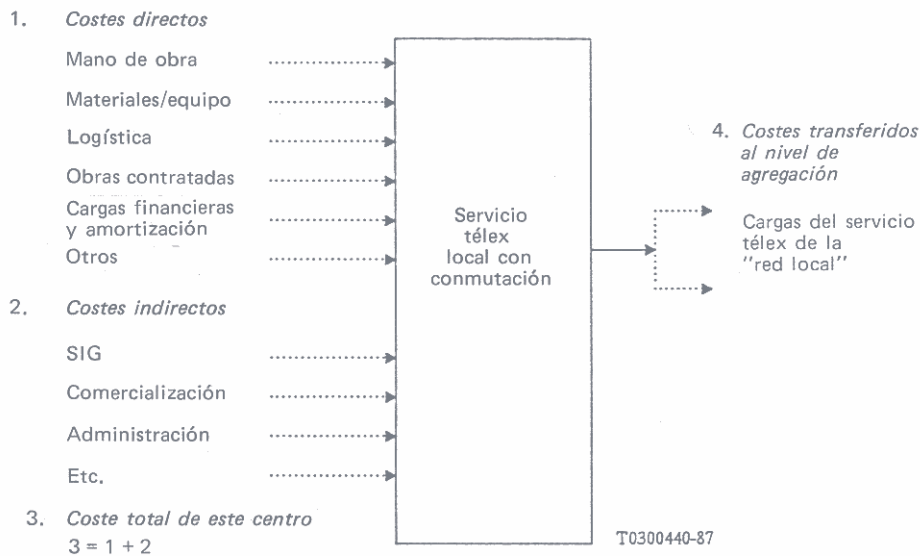 1. Costes directos
Mano de obra
Materiales/equipo
Logística
Obras contratadas
Cargas financieras
y amortización
Otros
2. Costes indirectos
SIG
Comercialización
Administración
Etc.
3. Coste total de este centro
3 = 1 + 2
Servicio
télex
local con
conmutación
4. Costes transferidos
al nivel de
agregación
Cargas del servicio
télex de la
"red local"
T0300440-87